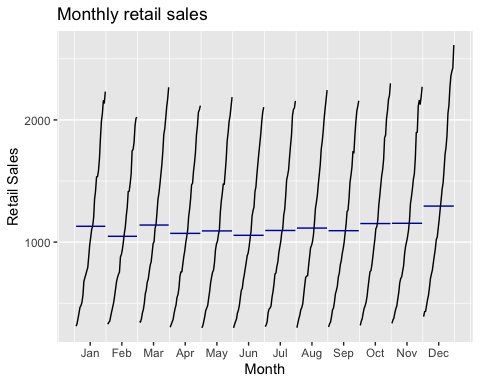 Monthly retail sales
Retail Sales
2000
1000
Jan Feb Mar Apr May Jun Jul Aug Sep Oct Nov Dec
Month